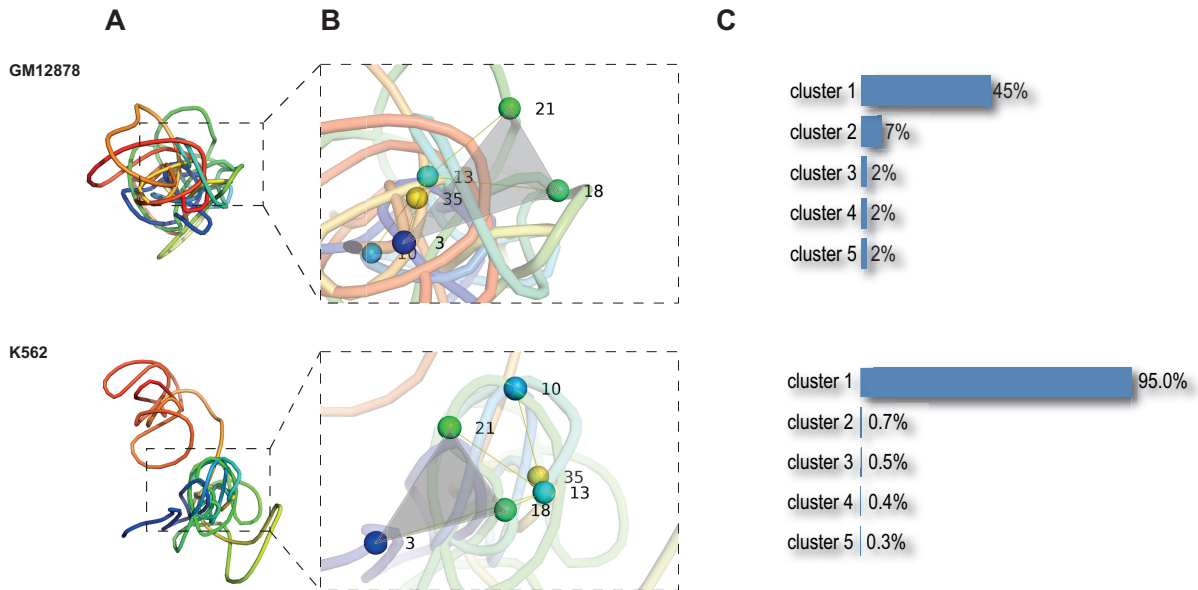 A B C
GM12878
21
13
18
35
3
10
cluster 1 45%
cluster 2 7%
cluster 3 2%
cluster 4 2%
cluster 5 2%
K562
10
21
35
13
18
3
cluster 1 95.0%
cluster 2 0.7%
cluster 3 0.5%
cluster 4 0.4%
cluster 5 0.3%